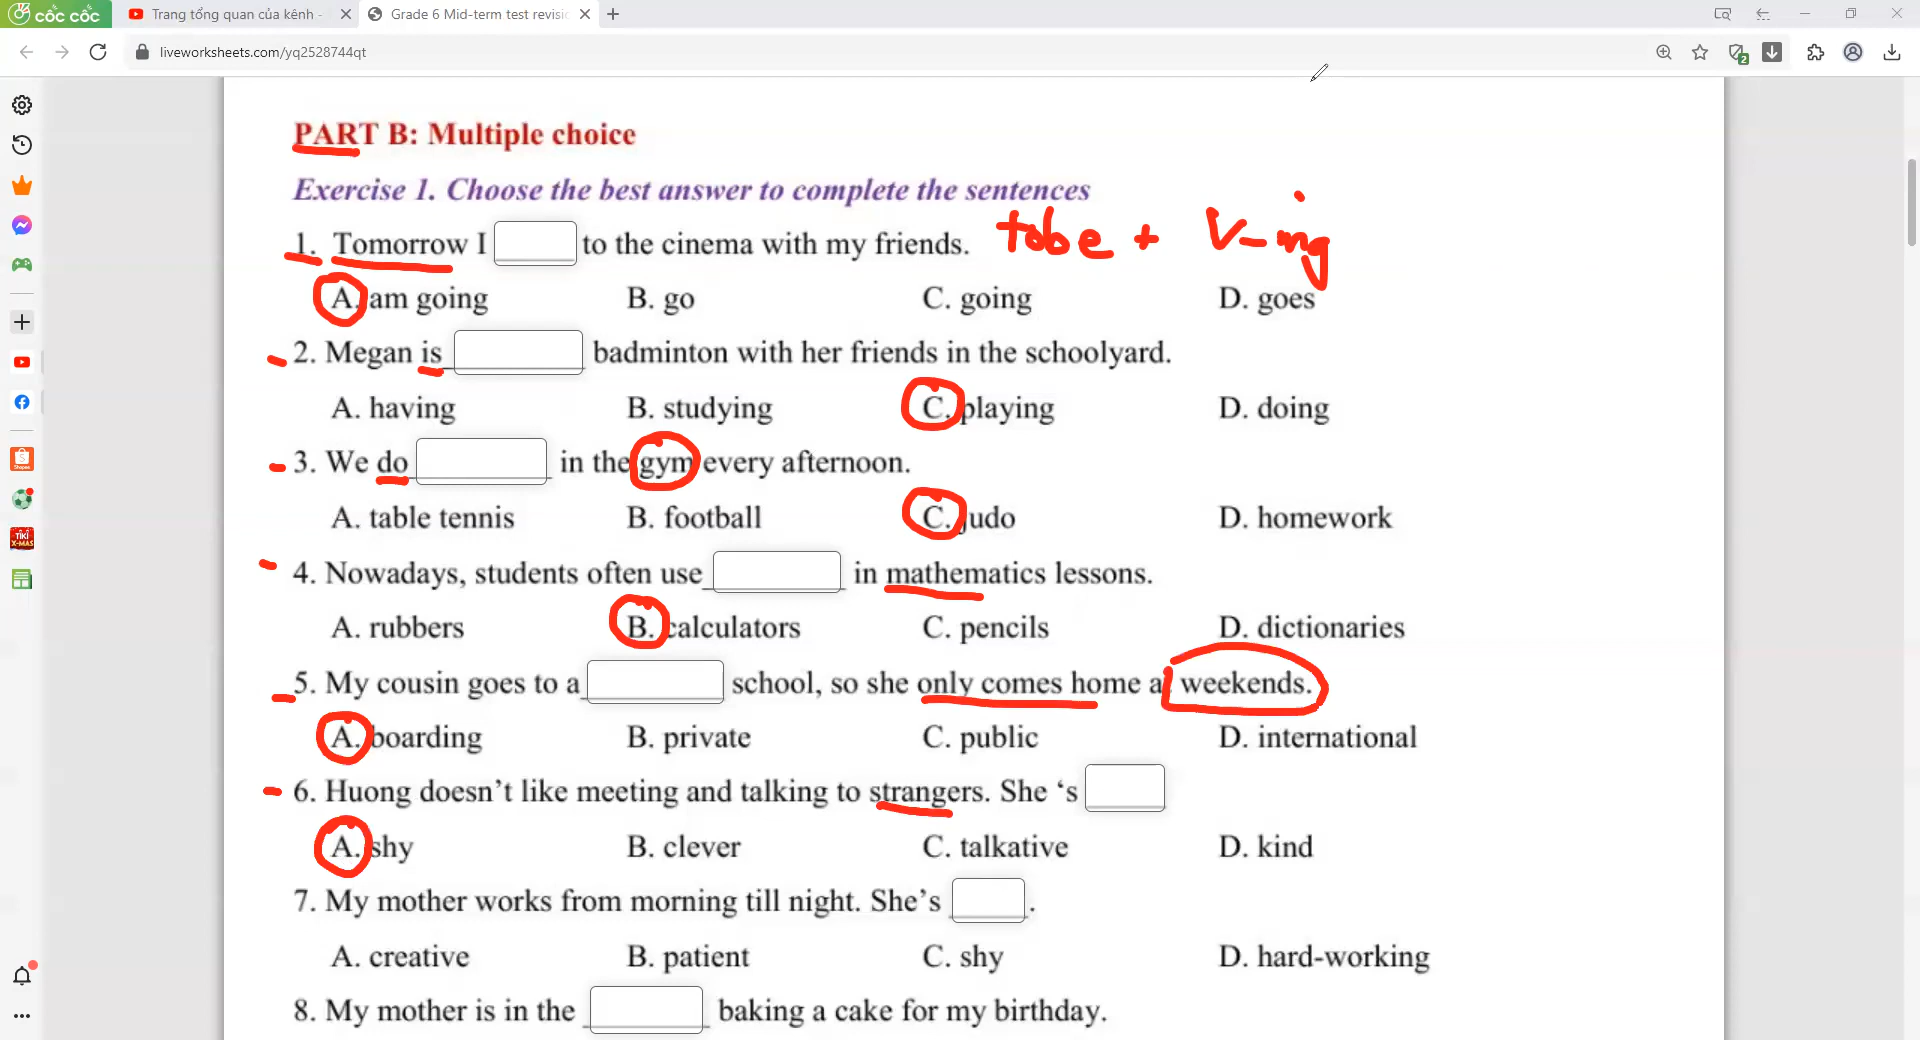 cốc cốc
Trang tổng quan của kênh -
Grade 6 Mid-term test revisi
liveworksheets.com/yq2528744qt
2
PART B: Multiple choice
Exercise 1. Choose the best answer to complete the sentences
1. Tomorrow I to the cinema with my friends. tobe + V-ing
A. am going B. go C. going D. goes
2. Megan is badminton with her friends in the schoolyard.
A. having B. studying C. playing D. doing
3. We do in the gym every afternoon.
A. table tennis B. football C. judo D. homework
4. Nowadays, students often use in mathematics lessons.
A. rubbers B. calculators C. pencils D. dictionaries
5. My cousin goes to a school, so she only comes home at weekends.
A. boarding B. private C. public D. international
6. Huong doesn't like meeting and talking to strangers. She 's
A. shy B. clever C. talkative D. kind
7. My mother works from morning till night. She's .
A. creative B. patient C. shy D. hard-working
8. My mother is in the baking a cake for my birthday.